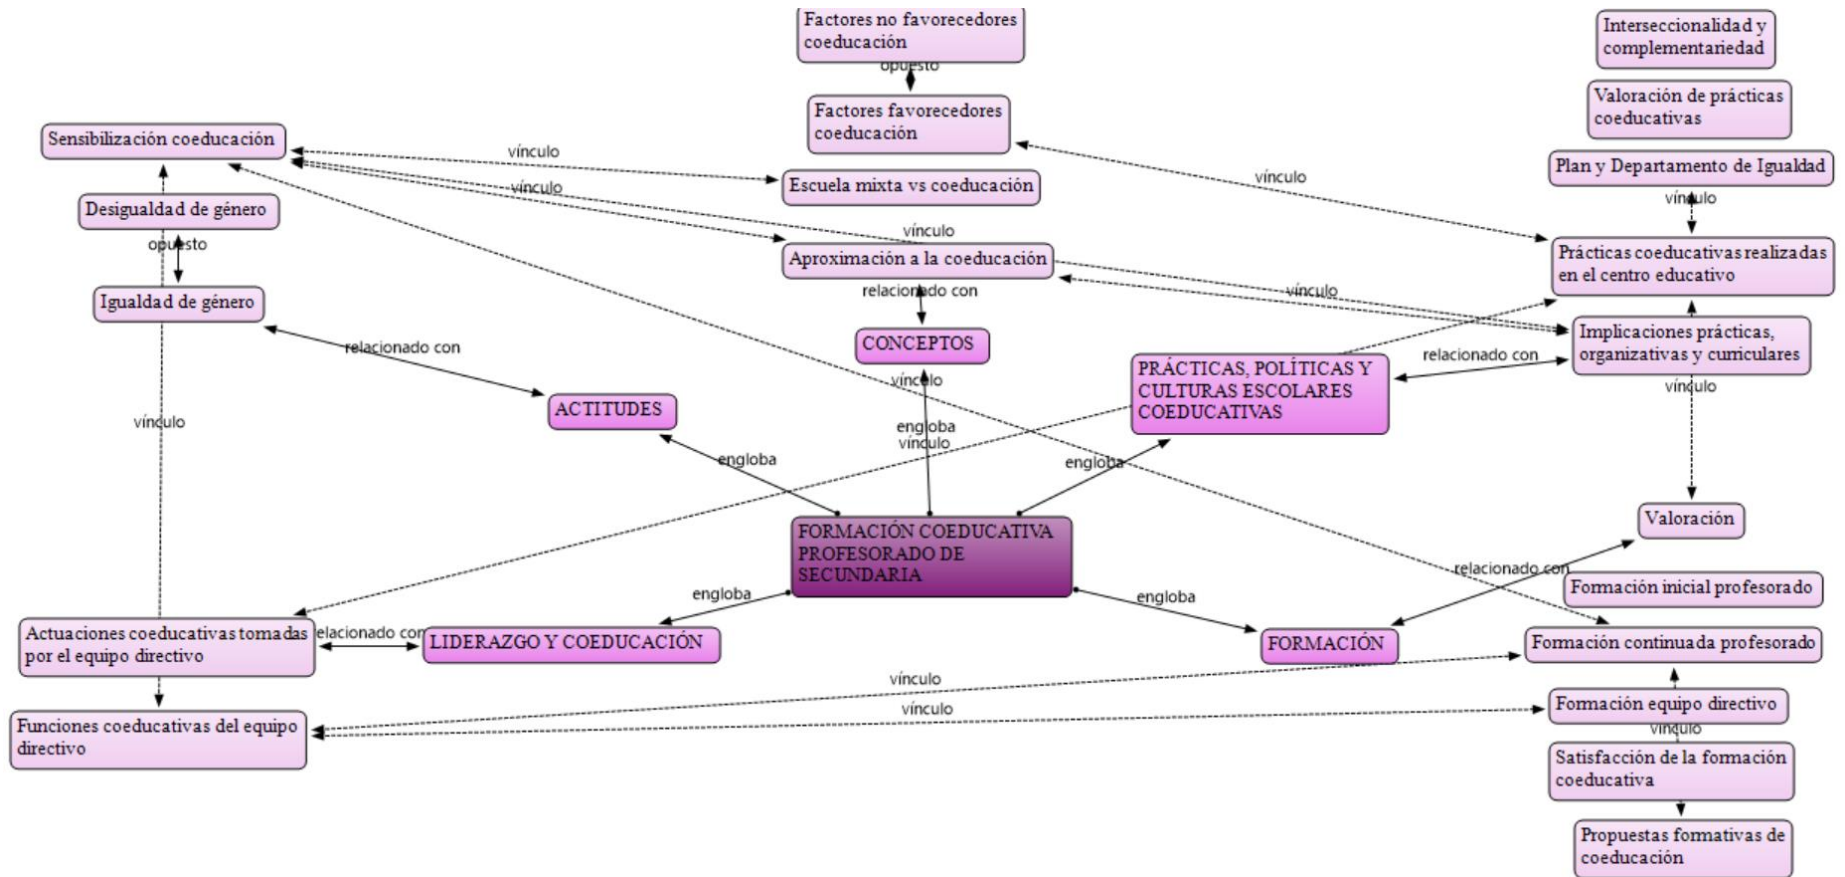 Factores no favorecedores
coeducación
Interseccionalidad y
complementariedad
opuesto
Valoración de prácticas
coeducativas
Factores favorecedores
coeducación
Sensibilización coeducación
vínculo
Plan y Departamento de Igualdad
vínculo
Escuela mixta vs coeducación
vínculo
vínculo
Desigualdad de género
opuesto
vínculo
Aproximación a la coeducación
Prácticas coeducativas realizadas
en el centro educativo
relacionado con
vínculo
Igualdad de género
CONCEPTOS
Implicaciones prácticas,
organizativas y curriculares
relacionado con
relacionado con
PRÁCTICAS, POLÍTICAS Y
CULTURAS ESCOLARES
COEDUCATIVAS
vínculo
vínculo
ACTITUDES
vínculo
engloba
vínculo
engloba
engloba
FORMACIÓN COEDUCATIVA
PROFESORADO DE
SECUNDARIA
Valoración
relacionado con
Formación inicial profesorado
engloba
engloba
Actuaciones coeducativas tomadas
por el equipo directivo
elacionado con
LIDERAZGO Y COEDUCACIÓN
FORMACIÓN
Formación continuada profesorado
vínculo
vínculo
Formación equipo directivo
Funciones coeducativas del equipo
directivo
vínculo
Satisfacción de la formación
coeducativa
Propuestas formativas de
coeducación